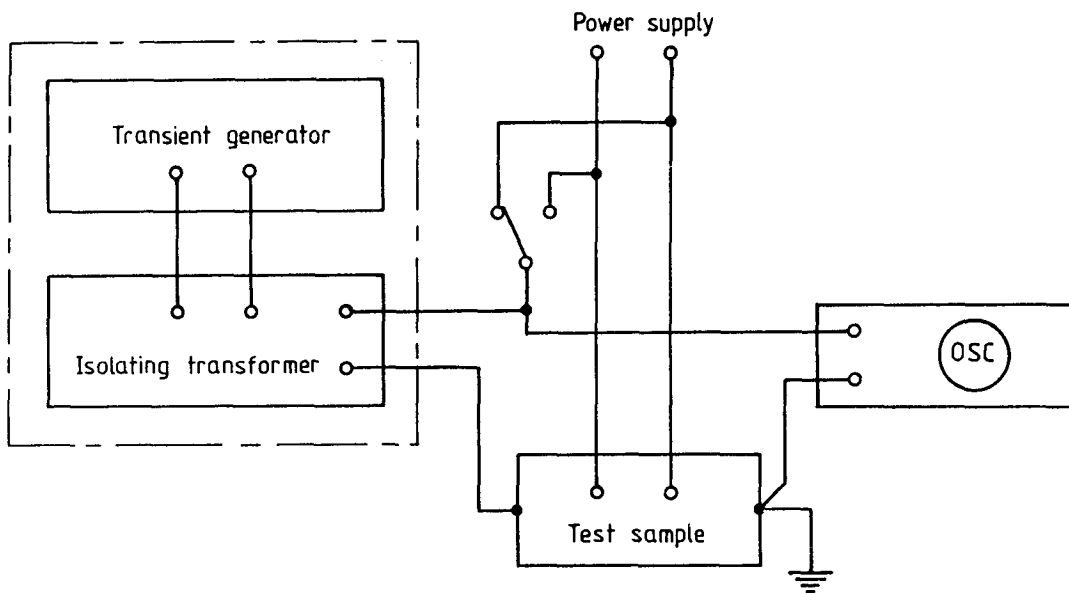 Power supply
Transient generator
Isolating transformer
OSC
Test sample